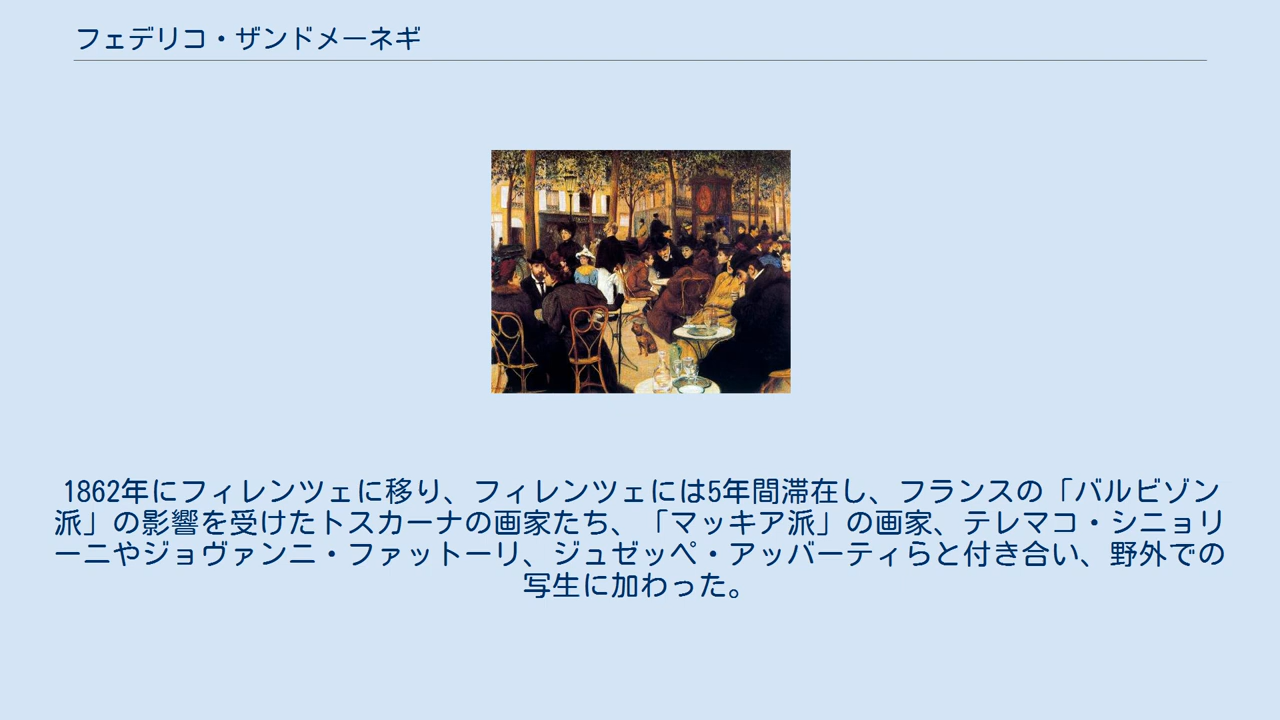 フェデリコ・ザンドメーネギ
1862年にフィレンツェに移り、フィレンツェには5年間滞在し、フランスの「バルビゾン
派」の影響を受けたトスカーナの画家たち、「マッキア派」の画家、テレマコ・シニョリ
ーニやジョヴァンニ・ファットーリ、ジュゼッペ・アッバーティらと付き合い、野外での
写生に加わった。